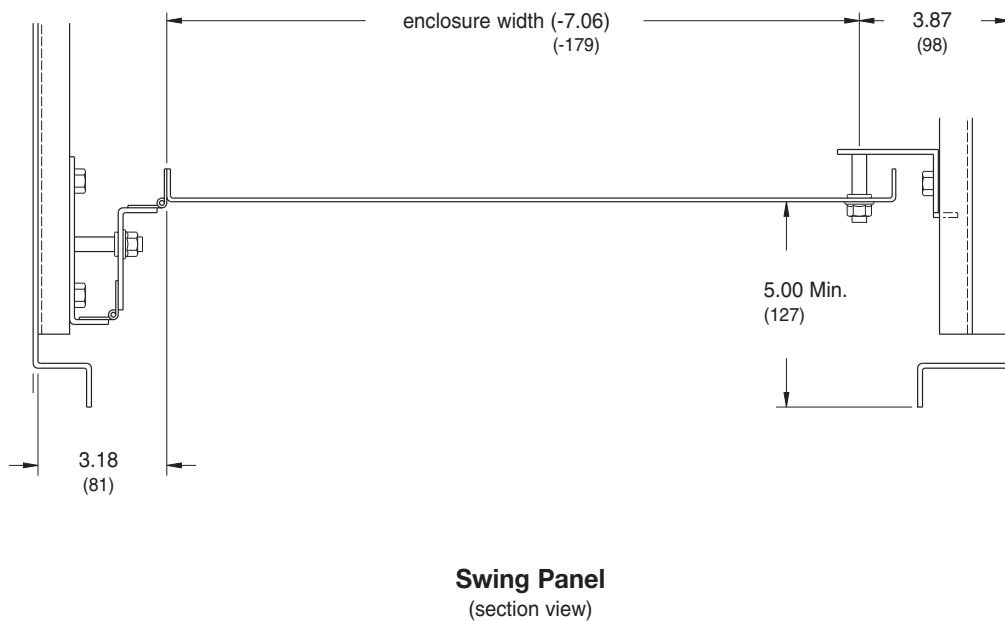 enclosure width (-7.06)
(-179)
3.87
(98)
5.00 Min.
(127)
3.18
(81)
Swing Panel
(section view)